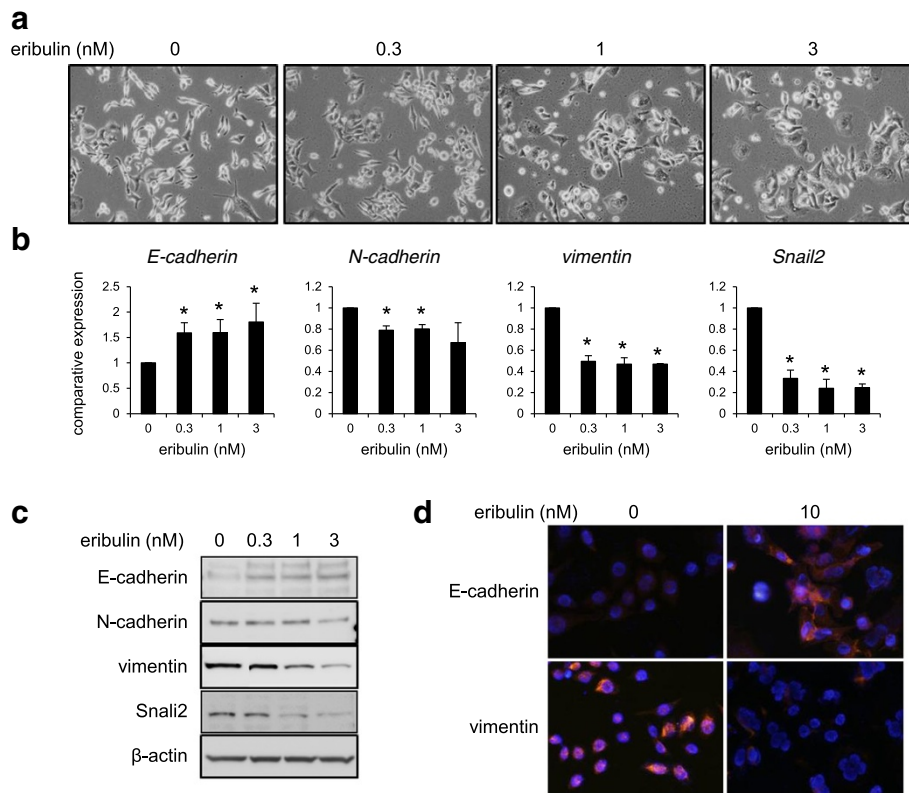 a
eribulin (nM) 0 0.3 1 3
b
E-cadherin N-cadherin vimentin Snail2
comparative expression
2.5 1.2 1.2 1.2
2 1 1 1
1.5 0.8 0.8 0.8
1 0.6 0.6 0.6
0.5 0.4 0.4 0.4
0 0.2 0.2 0.2
0 0 0
* * * * * * * * * * *
0 0.3 1 3 0 0.3 1 3 0 0.3 1 3 0 0.3 1 3
eribulin (nM) eribulin (nM) eribulin (nM) eribulin (nM)
c
eribulin (nM) 0 0.3 1 3
E-cadherin
N-cadherin
vimentin
Snali2
β-actin
d
eribulin (nM) 0 10
E-cadherin
vimentin